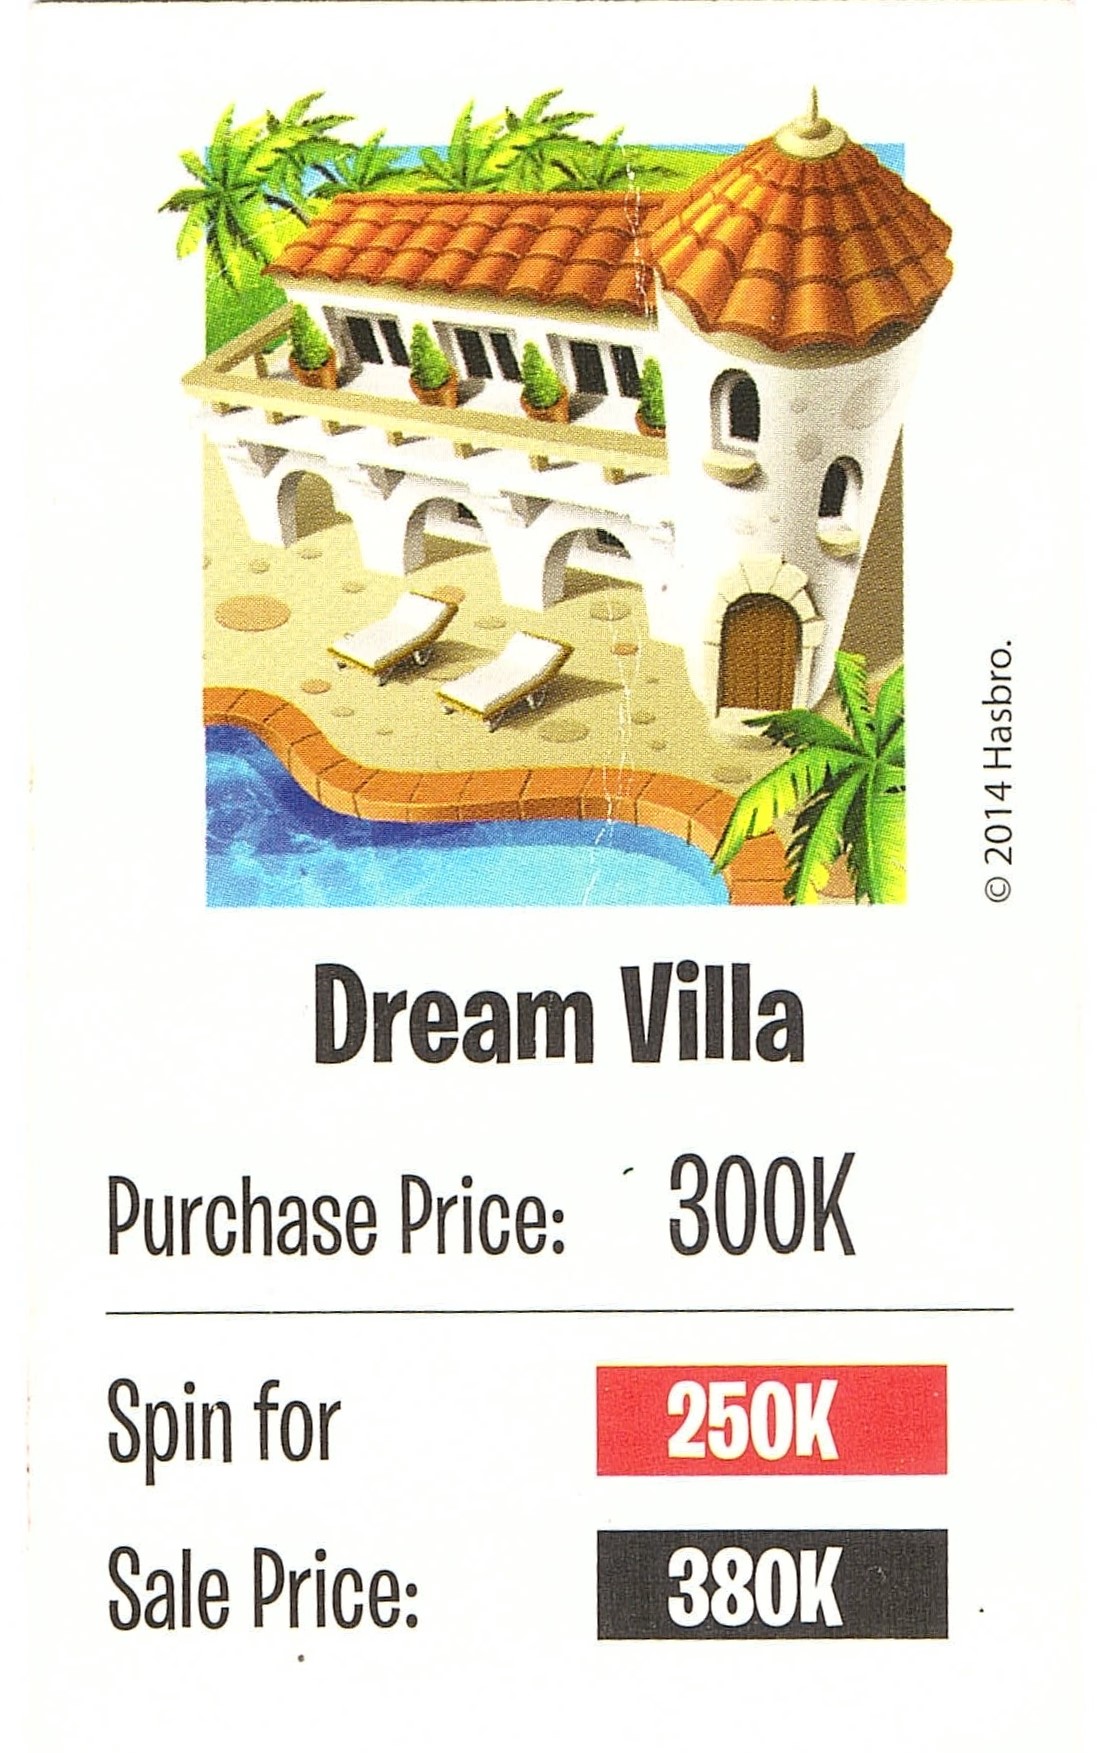 © 2014 Hasbro.
Dream Villa
Purchase Price: 300K
Spin for 250K
Sale Price: 380K